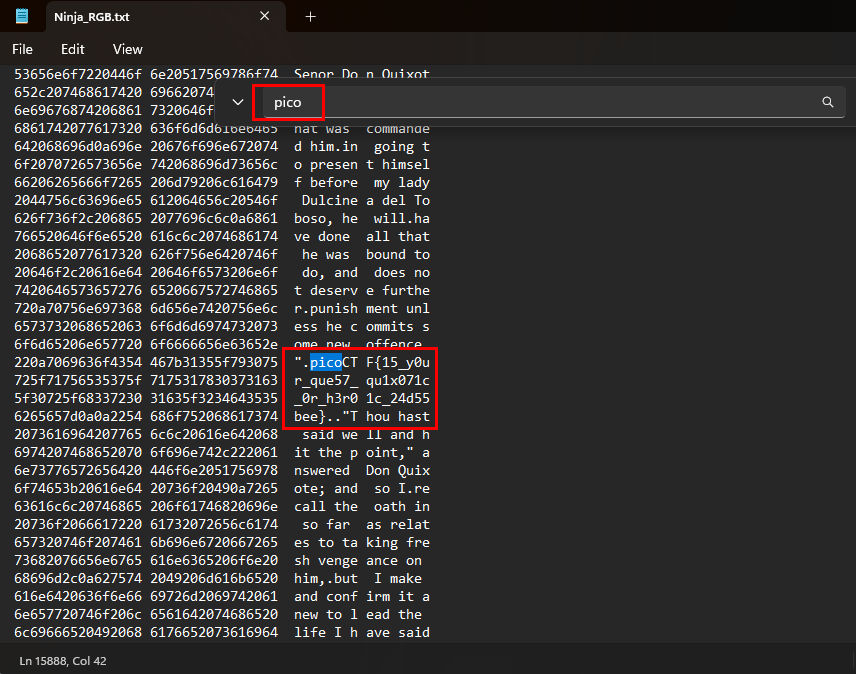 Ninja_RGB.txt
File Edit View
53656e6f7220446f 6e20517569786f74 Senor Do n Quixot
652c207468617420 69662074
pico
6e69676874206861 7320646f
6861742077617320 636f6d6d616e6465 hat was commande
642068696d0a696e 20676f696e672074 d him.in going t
6f2070726573656e 742068696d73656c o presen t himsel
66206265666f7265 206d79206c616479 f before my lady
2044756c63696e65 612064656c20546f Dulcine a del To
626f736f2c206865 2077696c6c0a6861 boso, he will.ha
766520646f6e6520 616c6c2074686174 ve done all that
2068652077617320 626f756e6420746f he was bound to
20646f2c20616e64 20646f6573206e6f do, and does no
7420646573657276 6520667572746865 t deserv e furthe
720a70756e697368 6d656e7420756e6c r.punish ment unl
6573732068652063 6f6d6d6974732073 ess he c ommits s
6f6d65206e657720 6f6666656e63652e ome new offence.
220a7069636f4354 467b31355f793075 ".picoCT F{15_y0u
725f71756535375f 7175317830373163 r_que57_ qu1x071c
5f30725f68337230 31635f3234643535 _0r_h3r0 1c_24d55
6265657d0a0a2254 686f752068617374 bee}.."T hou hast
2073616964207765 6c6c20616e642068 said we ll and h
6974207468652070 6f696e742c222061 it the p oint," a
6e73776572656420 446f6e2051756978 nswered Don Quix
6f74653b20616e64 20736f20490a7265 ote; and so I.re
63616c6c20746865 206f61746820696e call the oath in
20736f2066617220 61732072656c6174 so far as relat
657320746f207461 6b696e6720667265 es to ta king fre
73682076656e6765 616e6365206f6e20 sh venge ance on
68696d2c0a627574 2049206d616b6520 him,.but I make
616e6420636f6e66 69726d2069742061 and conf irm it a
6e657720746f206c 6561642074686520 new to l ead the
6c69666520492068 6176652073616964 life I h ave said
Ln 15888, Col 42